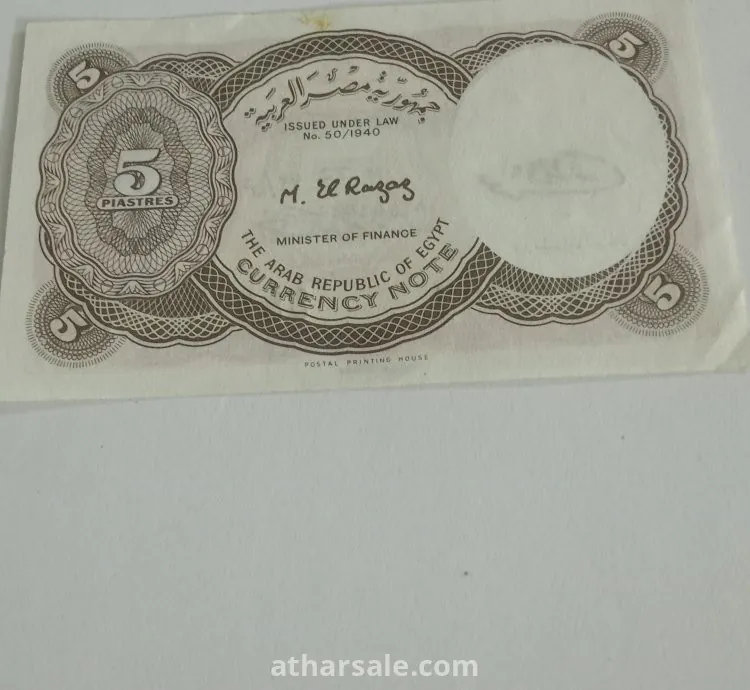 5
5
جمهورية مصر العربية
ISSUED UNDER LAW
No. 50/1940
5
PIASTRES
M. El Razaz
MINISTER OF FINANCE
THE ARAB REPUBLIC OF EGYPT
CURRENCY NOTE
5
5
POSTAL PRINTING HOUSE
atharsale.com